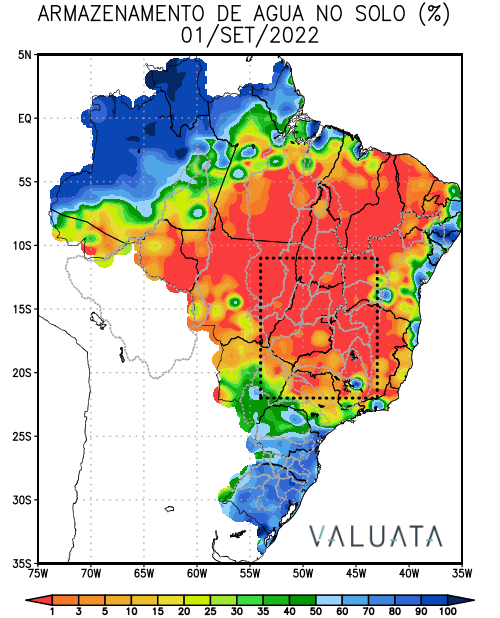 ARMAZENAMENTO DE AGUA NO SOLO (%)
01/SET/2022
5N
EQ
5S
10S
15S
20S
25S
30S
35S
VALUATA
75W 70W 65W 60W 55W 50W 45W 40W 35W
1 3 5 10 15 20 25 30 35 40 50 60 70 80 90 100